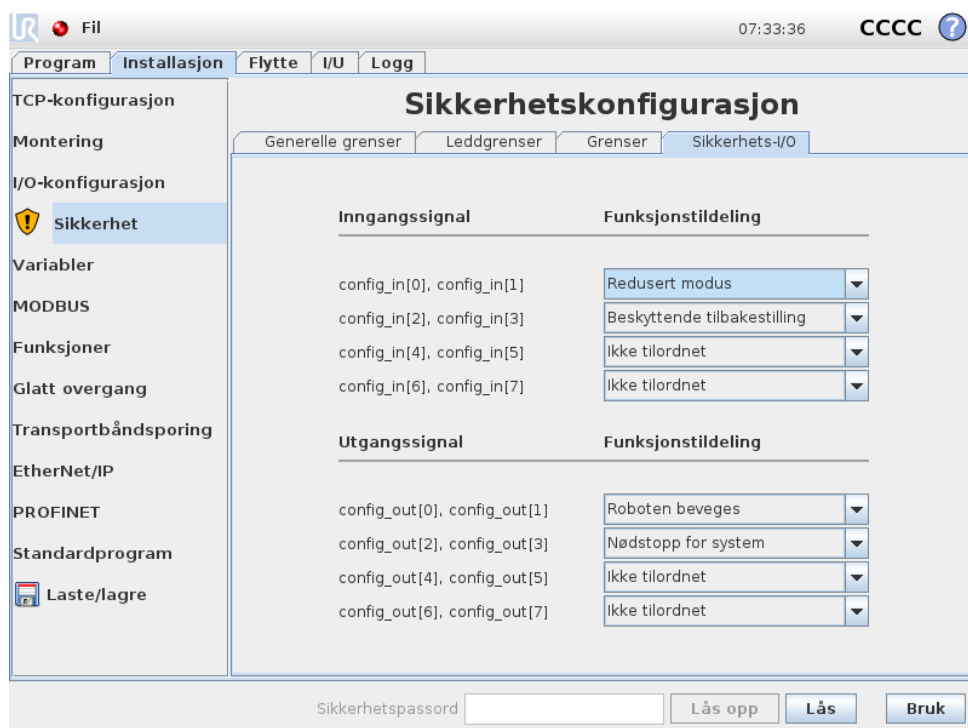 UR Fil 07:33:36 CCCC ?
Program Installasjon Flytte I/U Logg
TCP-konfigurasjon
Montering
I/O-konfigurasjon
Sikkerhet
Variabler
MODBUS
Funksjoner
Glatt overgang
Transportbåndsporing
EtherNet/IP
PROFINET
Standardprogram
Laste/lagre
Sikkerhetskonfigurasjon
Generelle grenser Leddgrenser Grenser Sikkerhets-I/O
Inngangssignal Funksjonstildeling
config_in[0], config_in[1] Redusert modus
config_in[2], config_in[3] Beskyttende tilbakestilling
config_in[4], config_in[5] Ikke tilordnet
config_in[6], config_in[7] Ikke tilordnet
Utgangssignal Funksjonstildeling
config_out[0], config_out[1] Roboten beveges
config_out[2], config_out[3] Nødstopp for system
config_out[4], config_out[5] Ikke tilordnet
config_out[6], config_out[7] Ikke tilordnet
Sikkerhetspassord Lås opp Lås Bruk